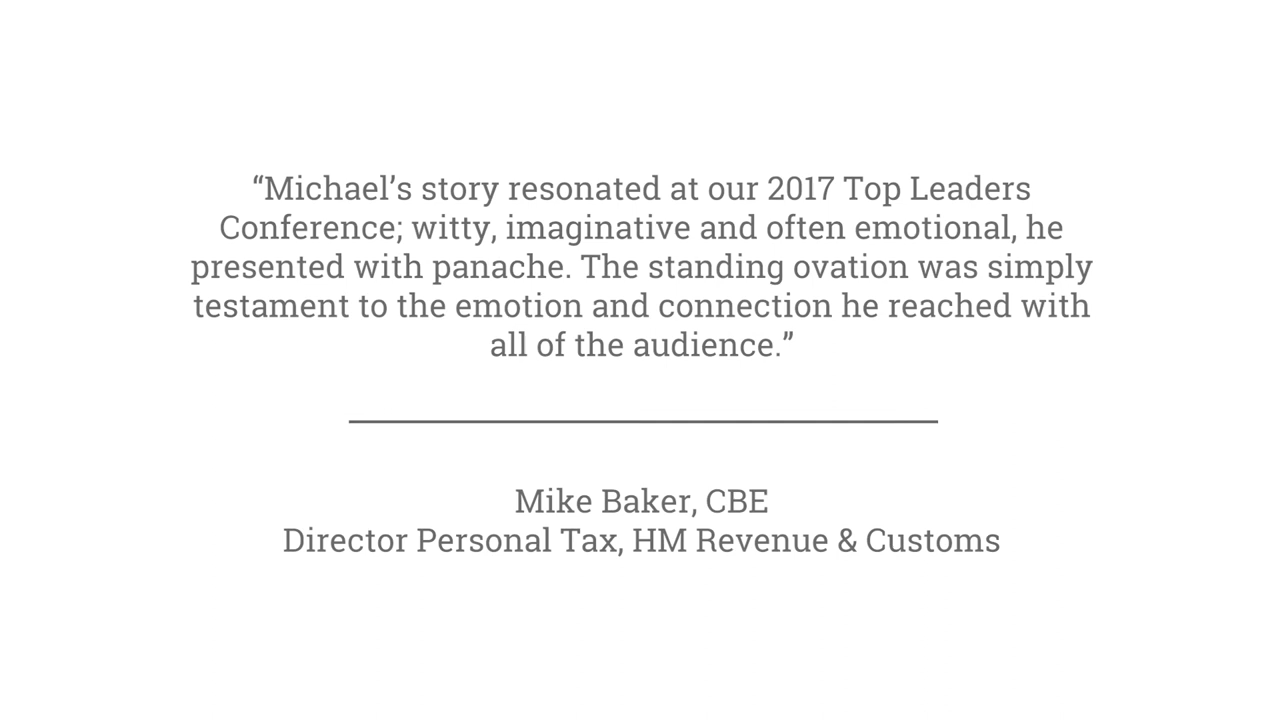 “Michael’s story resonated at our 2017 Top Leaders
Conference; witty, imaginative and often emotional, he
presented with panache. The standing ovation was simply
testament to the emotion and connection he reached with
all of the audience.”
Mike Baker, CBE
Director Personal Tax, HM Revenue & Customs